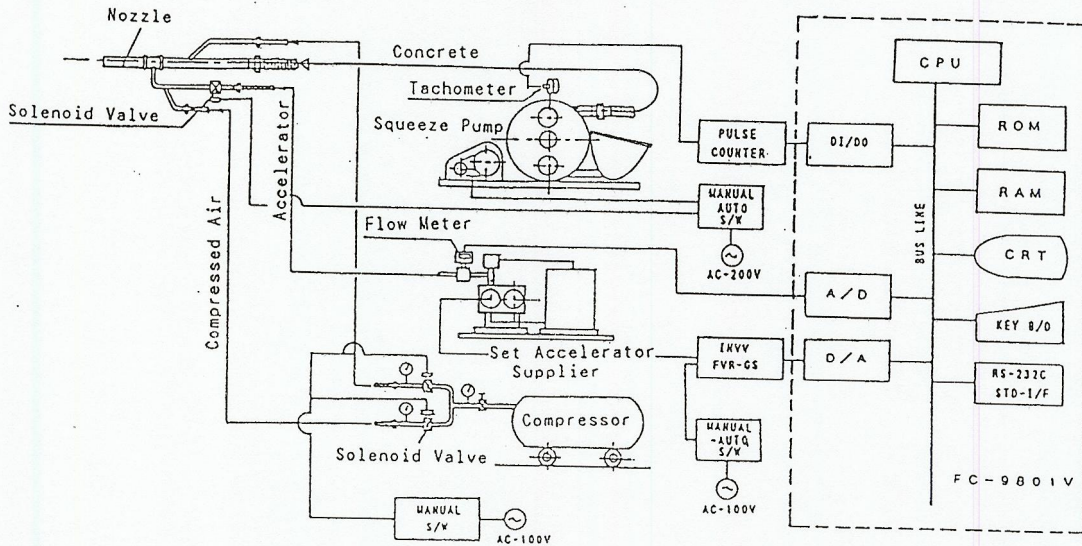 Nozzle
Concrete
Tachometer
Solenoid Valve
Squeeze Pump
Accelerator
Compressed Air
Flow Meter
Set Accelerator
Supplier
Compressor
Solenoid Valve
MANUAL
S/W
AC-100V
PULSE
COUNTER
MANUAL
AUTO
S/W
AC-200V
INVV
FVR-GS
MANUAL
-AUTO
S/W
AC-100V
CPU
DI/DO
ROM
RAM
BUS LINE
CRT
A/D
KEY B/D
D/A
RS-232C
STD-I/F
FC-9801V